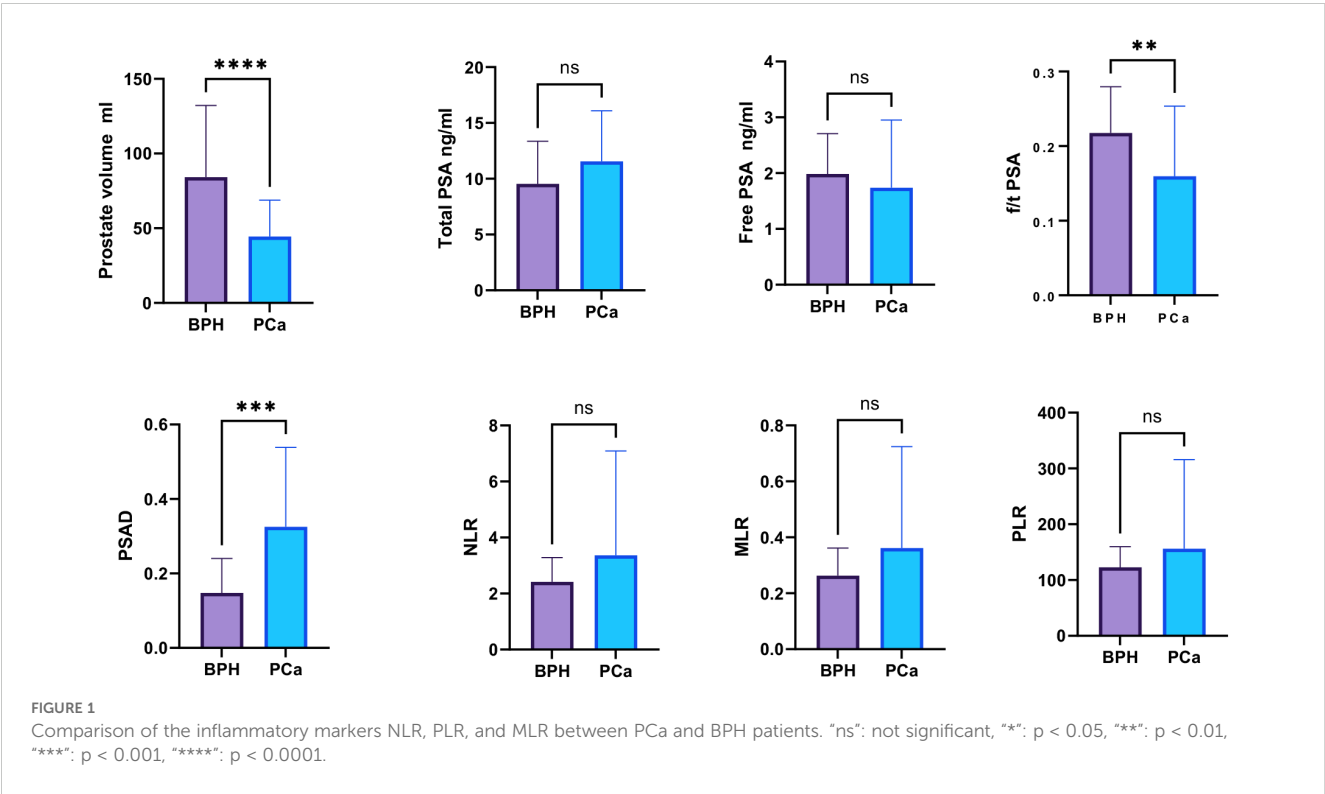 ****
150
100
50
0
Prostate volume ml
BPH PCa
ns
20
15
10
5
0
Total PSA ng/ml
BPH PCa
ns
4
3
2
1
0
Free PSA ng/ml
BPH PCa
**
0.3
0.2
0.1
0.0
f/t PSA
BPH PCa
***
0.6
0.4
0.2
0.0
PSAD
BPH PCa
ns
8
6
4
2
0
NLR
BPH PCa
ns
0.8
0.6
0.4
0.2
0.0
MLR
BPH PCa
ns
400
300
200
100
0
PLR
BPH PCa
FIGURE 1
Comparison of the inflammatory markers NLR, PLR, and MLR between PCa and BPH patients. “ns”: not significant, “*”: p < 0.05, “**”: p < 0.01,
“***”: p < 0.001, “****”: p < 0.0001.